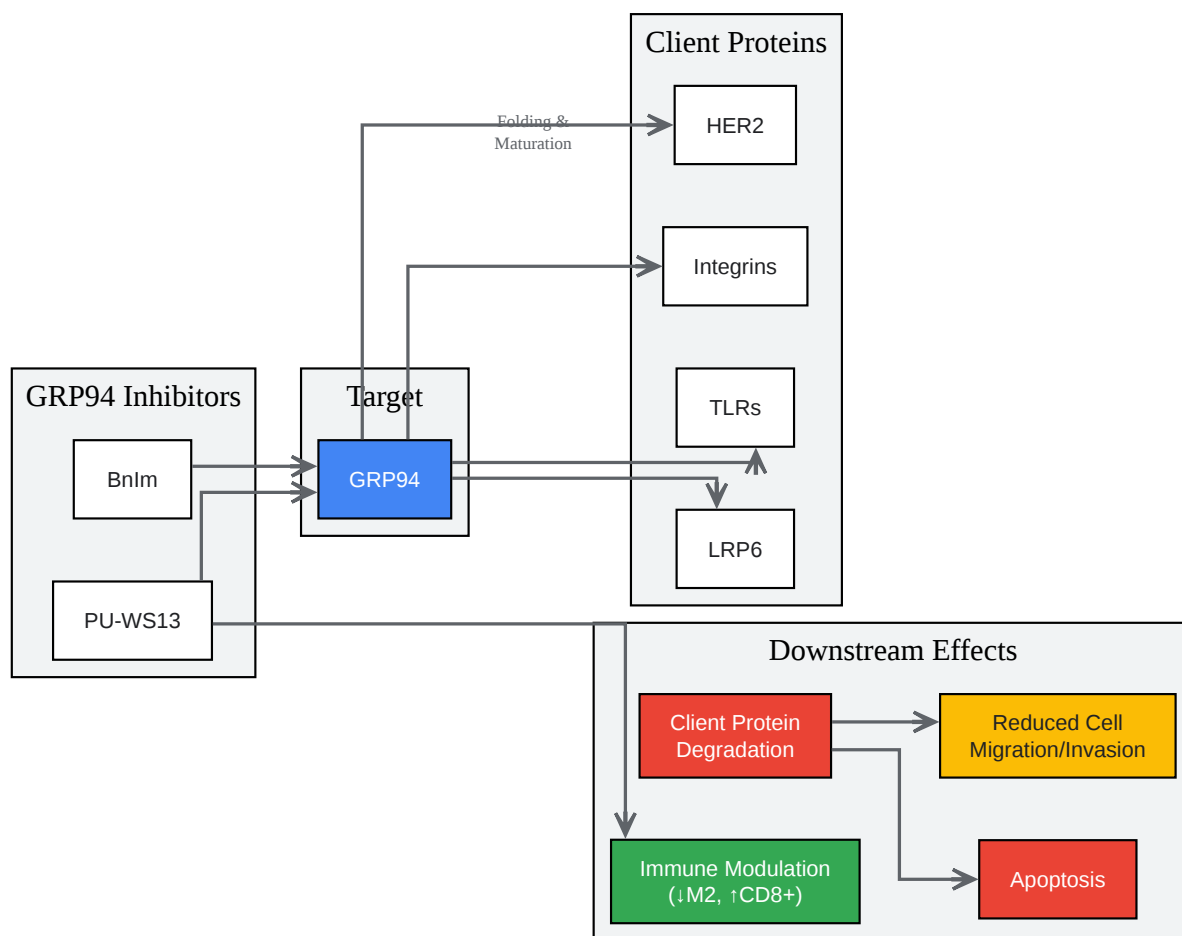 Client Proteins
HER2
Folding &
Maturation
Integrins
GRP94 Inhibitors
BnIm
PU-WS13
Target
GRP94
TLRs
LRP6
Downstream Effects
Client Protein
Degradation
Reduced Cell
Migration/Invasion
Immune Modulation
(↓M2, ↑CD8+)
Apoptosis